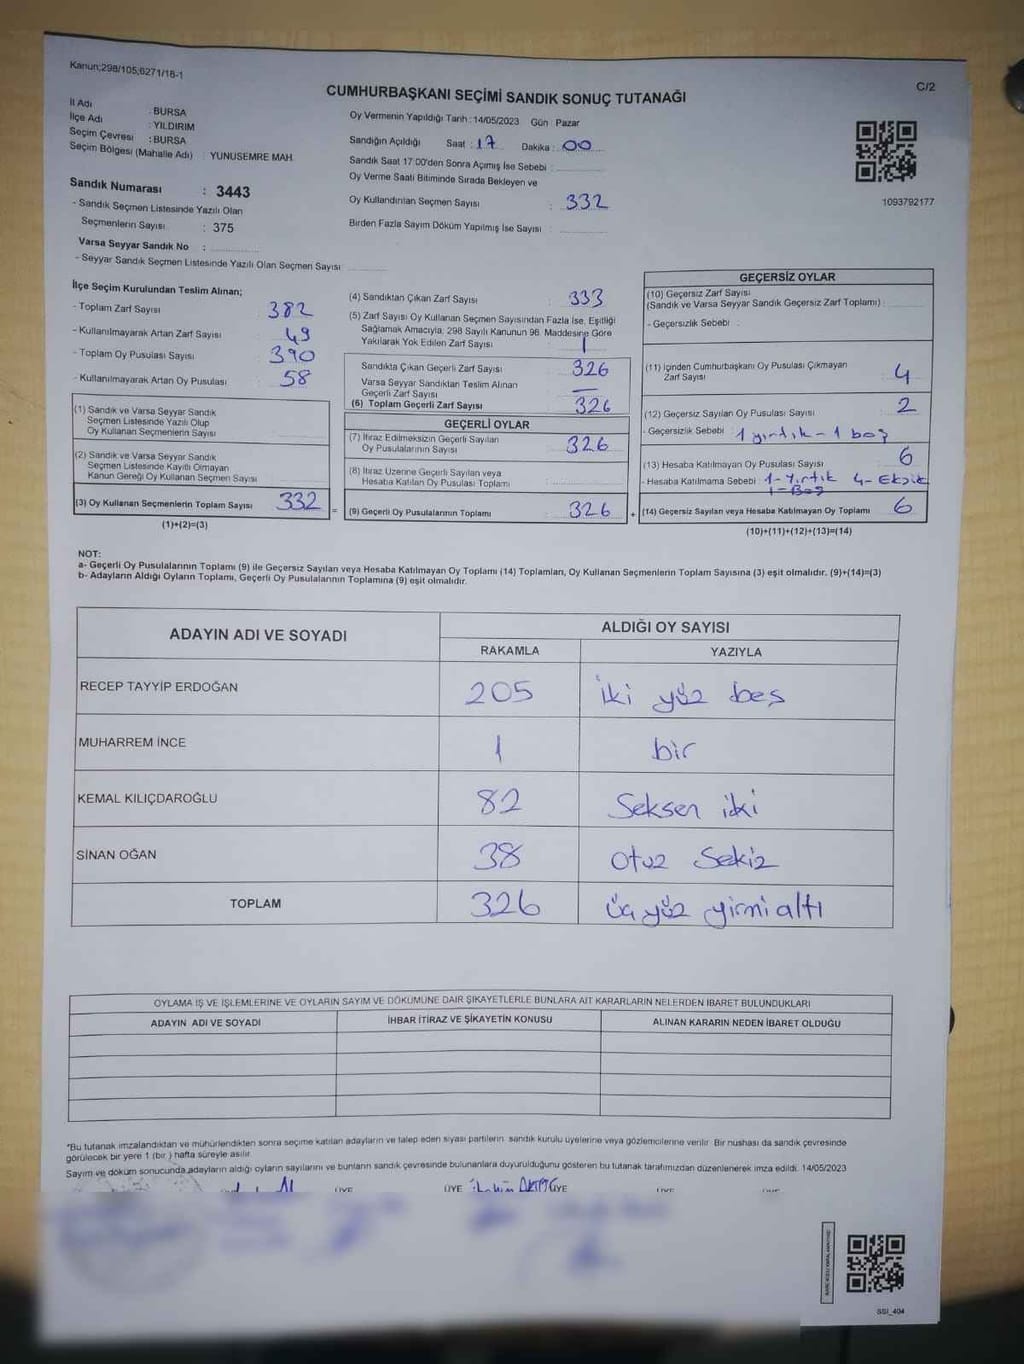 Kanun;298/105;6271/18-1
C/2
CUMHURBAŞKANI SEÇİMİ SANDIK SONUÇ TUTANAĞI
İl Adı : BURSA
İlçe Adı : YILDIRIM
Seçim Çevresi : BURSA
Seçim Bölgesi (Mahalle Adı) : YUNUSEMRE MAH.
Sandık Numarası : 3443
- Sandık Seçmen Listesinde Yazılı Olan
Seçmenlerin Sayısı : 375
Varsa Seyyar Sandık No :
- Seyyar Sandık Seçmen Listesinde Yazılı Olan Seçmen Sayısı
Oy Vermenin Yapıldığı Tarih : 14/05/2023 Gün : Pazar
Sandığın Açıldığı Saat : 17 Dakika : 00
Sandık Saat 17:00'den Sonra Açımış İse Sebebi :
Oy Verme Saati Bitiminde Sırada Bekleyen ve
Oy Kullandırılan Seçmen Sayısı : 332
Birden Fazla Sayım Döküm Yapılmış İse Sayısı :
1093792177
İlçe Seçim Kurulundan Teslim Alınan;
- Toplam Zarf Sayısı : 382
- Kullanılmayarak Artan Zarf Sayısı : 49
- Toplam Oy Pusulası Sayısı : 390
- Kullanılmayarak Artan Oy Pusulası : 58
(1) Sandık ve Varsa Seyyar Sandık
Seçmen Listesinde Yazılı Olup
Oy Kullanan Seçmenlerin Sayısı :
(2) Sandık ve Varsa Seyyar Sandık
Seçmen Listesinde Kayıtlı Olmayan
Kanun Gereği Oy Kullanan Seçmen Sayısı :
(3) Oy Kullanan Seçmenlerin Toplam Sayısı : 332
(1)+(2)=(3)
(4) Sandıktan Çıkan Zarf Sayısı : 333
(5) Zarf Sayısı Oy Kullanan Seçmen Sayısından Fazla İse, Eşitliği
Sağlamak Amacıyla; 298 Sayılı Kanunun 98. Maddesine Göre
Yakılarak Yok Edilen Zarf Sayısı : 1
Sandıkta Çıkan Geçerli Zarf Sayısı : 326
Varsa Seyyar Sandıktan Teslim Alınan
Geçerli Zarf Sayısı : —
(6) Toplam Geçerli Zarf Sayısı : 326
GEÇERLİ OYLAR
(7) İtiraz Edilmeksizin Geçerli Sayılan
Oy Pusulalarının Sayısı : 326
(8) İtiraz Üzerine Geçerli Sayılan veya
Hesaba Katılan Oy Pusulası Toplamı :
= (9) Geçerli Oy Pusulalarının Toplamı : 326
GEÇERSİZ OYLAR
(10) Geçersiz Zarf Sayısı
(Sandık ve Varsa Seyyar Sandık Geçersiz Zarf Toplamı) :
- Geçersizlik Sebebi :
(11) İçinden Cumhurbaşkanı Oy Pusulası Çıkmayan
Zarf Sayısı : 4
(12) Geçersiz Sayılan Oy Pusulası Sayısı : 2
- Geçersizlik Sebebi : 1 yırtık - 1 boş
(13) Hesaba Katılmayan Oy Pusulası Sayısı : 6
- Hesaba Katılmama Sebebi : 1-Yırtık 4- Eksik
1-Boş
+ (14) Geçersiz Sayılan veya Hesaba Katılmayan Oy Toplamı : 6
(10)+(11)+(12)+(13)=(14)
NOT:
a- Geçerli Oy Pusulalarının Toplamı (9) ile Geçersiz Sayılan veya Hesaba Katılmayan Oy Toplamı (14) Toplamları, Oy Kullanan Seçmenlerin Toplam Sayısına (3) eşit olmalıdır. (9)+(14)=(3)
b- Adayların Aldığı Oyların Toplamı, Geçerli Oy Pusulalarının Toplamına (9) eşit olmalıdır.
ADAYIN ADI VE SOYADI ALDIĞI OY SAYISI
RAKAMLA YAZIYLA
RECEP TAYYİP ERDOĞAN 205 İki yüz beş
MUHARREM İNCE 1 bir
KEMAL KILIÇDAROĞLU 82 Seksen iki
SİNAN OĞAN 38 otuz Sekiz
TOPLAM 326 üç yüz yirmi altı
OYLAMA İŞ VE İŞLEMLERİNE VE OYLARIN SAYIM VE DÖKÜMÜNE DAİR ŞİKAYETLERLE BUNLARA AİT KARARLARIN NELERDEN İBARET BULUNDUKLARI
ADAYIN ADI VE SOYADI İHBAR İTİRAZ VE ŞİKAYETİN KONUSU ALINAN KARARIN NEDEN İBARET OLDUĞU
*Bu tutanak imzalandıktan ve mühürlendikten sonra seçime katılan adayların ve talep eden siyasi partilerin sandık kurulu üyelerine veya gözlemcilerine verilir. Bir nüshası da sandık çevresinde
görülecek bir yere 1 (bir ) hafta süreyle asılır.
Sayım ve döküm sonucunda,adayların aldığı oyların sayılarını ve bunların sandık çevresinde bulunanlara duyurulduğunu gösteren bu tutanak tarafımızdan düzenlenerek imza edildi. 14/05/2023
ÜYE ÜYE ÜYE ÜYE
SSI_404